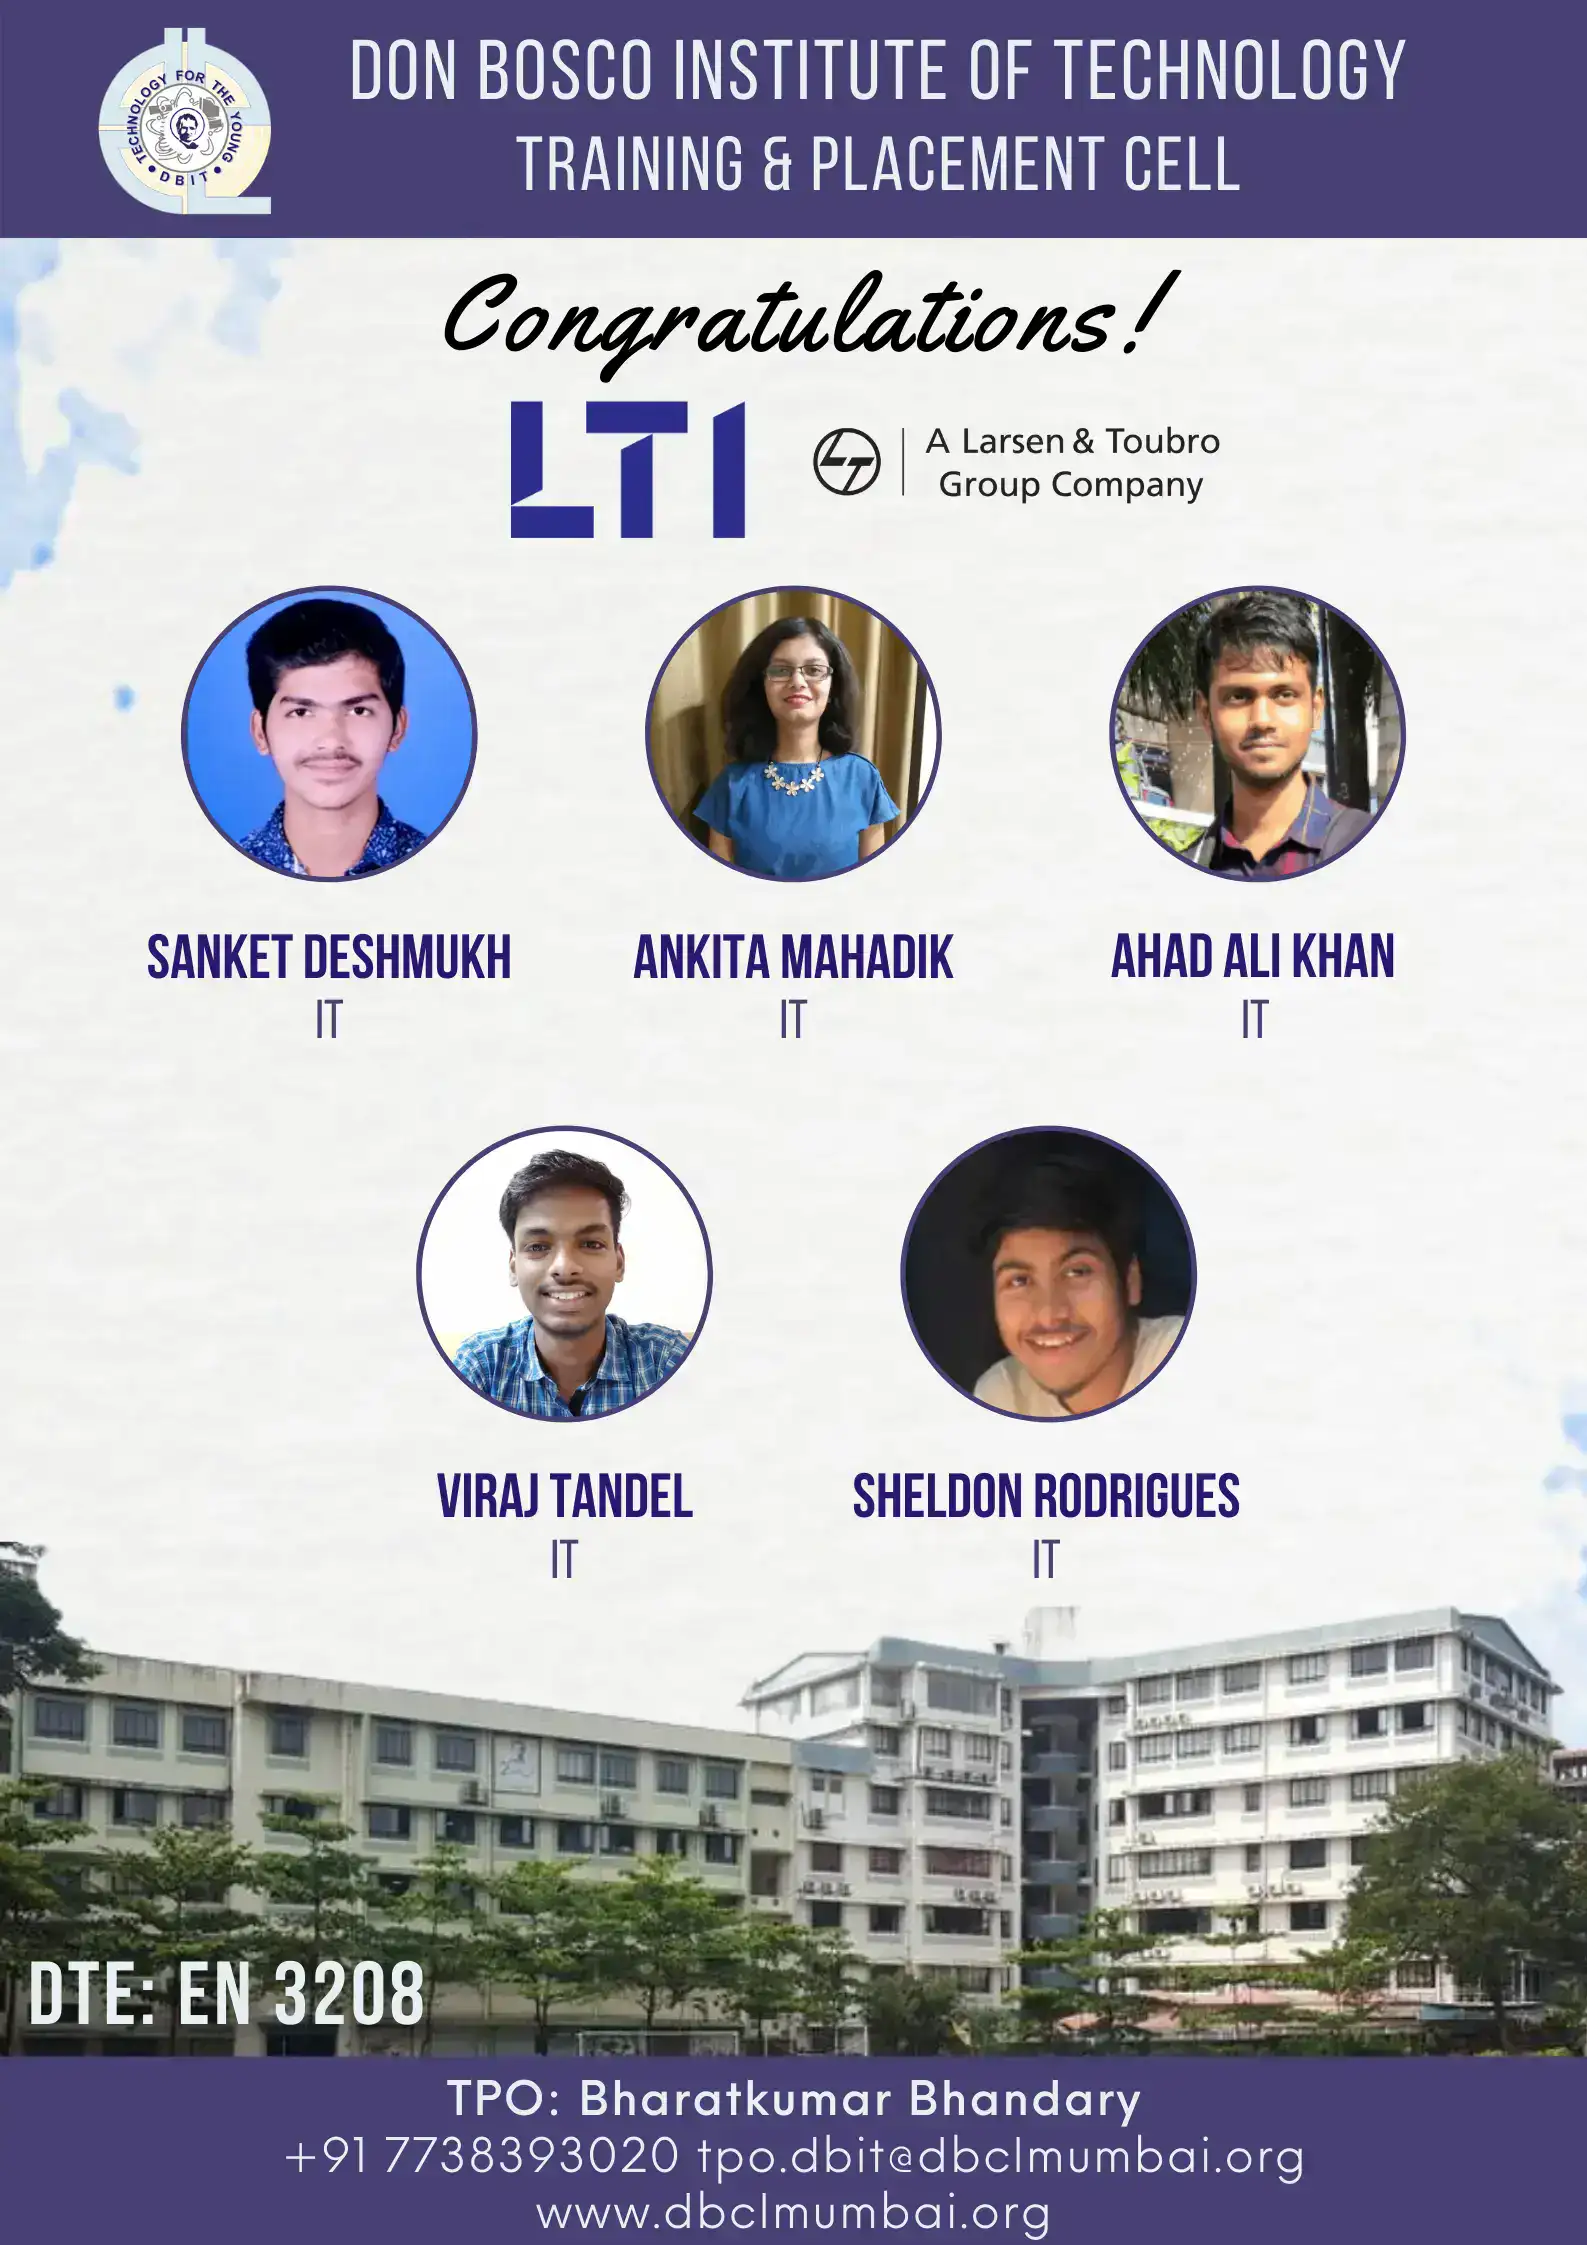 TECHNOLOGY FOR THE YOUNG
DBIT
DON BOSCO INSTITUTE OF TECHNOLOGY
TRAINING & PLACEMENT CELL
Congratulations!
LTI
LT
A Larsen & Toubro
Group Company
SANKET DESHMUKH
IT
ANKITA MAHADIK
IT
AHAD ALI KHAN
IT
VIRAJ TANDEL
IT
SHELDON RODRIGUES
IT
DTE: EN 3208
TPO: Bharatkumar Bhandary
+91 7738393020 tpo.dbit@dbclmumbai.org
www.dbclmumbai.org